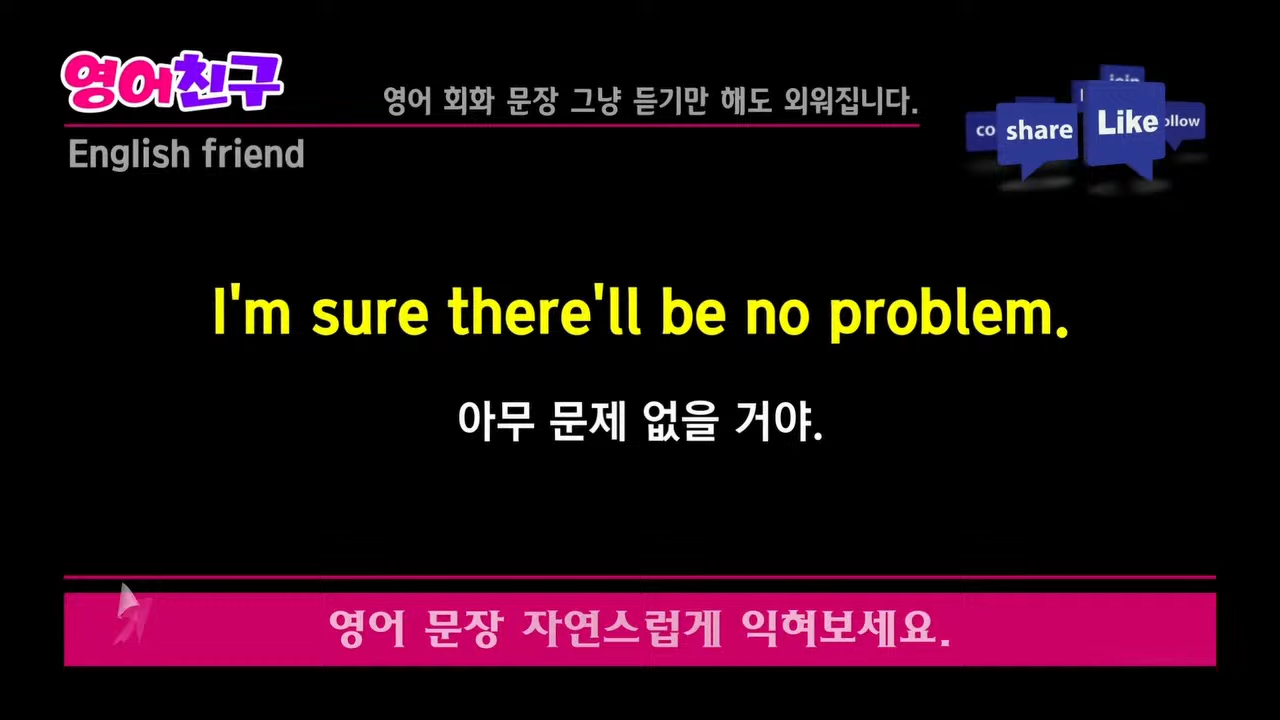 영어친구
영어 회화 문장 그냥 듣기만 해도 외워집니다.
English friend
join
share
Like
I'm sure there'll be no problem.
아무 문제 없을 거야.
영어 문장 자연스럽게 익혀보세요.